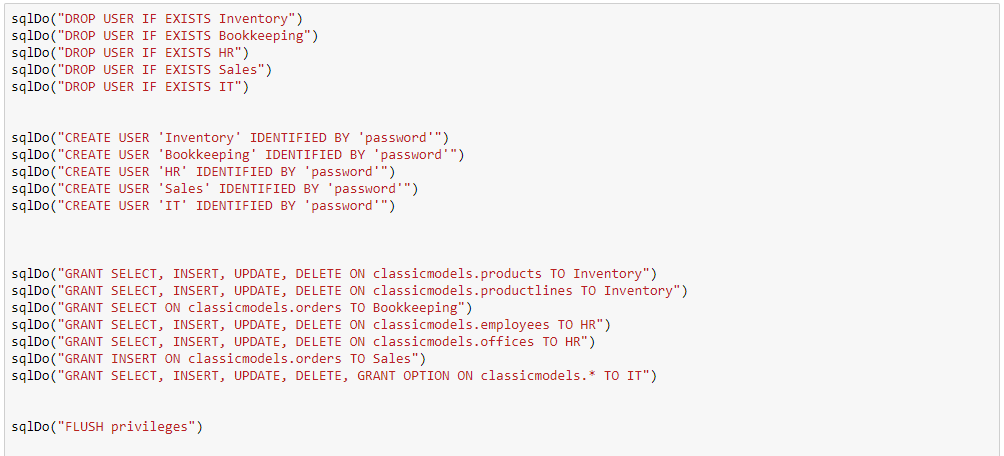 sqlDo("DROP USER IF EXISTS Inventory")
sqlDo("DROP USER IF EXISTS Bookkeeping")
sqlDo("DROP USER IF EXISTS HR")
sqlDo("DROP USER IF EXISTS Sales")
sqlDo("DROP USER IF EXISTS IT")
sqlDo("CREATE USER 'Inventory' IDENTIFIED BY 'password'")
sqlDo("CREATE USER 'Bookkeeping' IDENTIFIED BY 'password'")
sqlDo("CREATE USER 'HR' IDENTIFIED BY 'password'")
sqlDo("CREATE USER 'Sales' IDENTIFIED BY 'password'")
sqlDo("CREATE USER 'IT' IDENTIFIED BY 'password'")
sqlDo("GRANT SELECT, INSERT, UPDATE, DELETE ON classicmodels.products TO Inventory")
sqlDo("GRANT SELECT, INSERT, UPDATE, DELETE ON classicmodels.productlines TO Inventory")
sqlDo("GRANT SELECT ON classicmodels.orders TO Bookkeeping")
sqlDo("GRANT SELECT, INSERT, UPDATE, DELETE ON classicmodels.employees TO HR")
sqlDo("GRANT SELECT, INSERT, UPDATE, DELETE ON classicmodels.offices TO HR")
sqlDo("GRANT INSERT ON classicmodels.orders TO Sales")
sqlDo("GRANT SELECT, INSERT, UPDATE, DELETE, GRANT OPTION ON classicmodels.* TO IT")
sqlDo("FLUSH privileges")